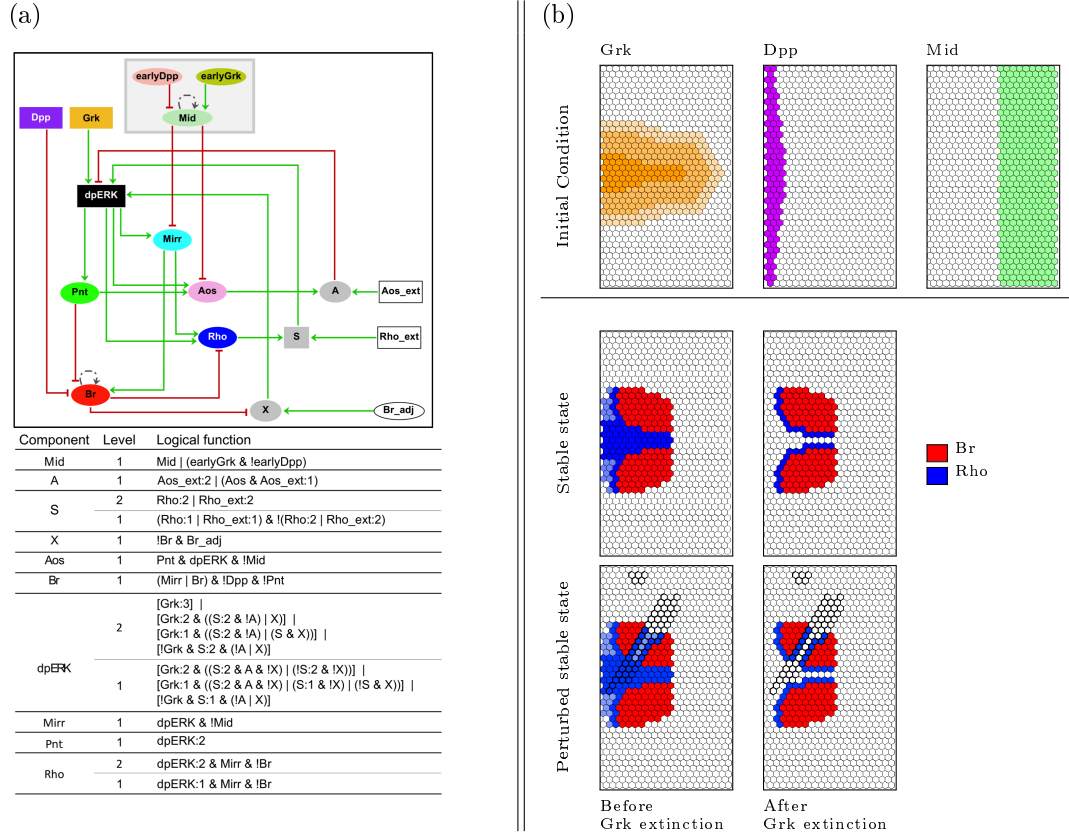 (a)
earlyDpp
earlyGrk
Mid
Dpp
Grk
dpERK
Mirr
Pnt
Aos
A
Aos_ext
Rho
S
Rho_ext
Br
X
Br_adj
Component Level Logical function
Mid 1 Mid | (earlyGrk & !earlyDpp)
A 1 Aos_ext:2 | (Aos & Aos_ext:1)
S 2 Rho:2 | Rho_ext:2
1 (Rho:1 | Rho_ext:1) & !(Rho:2 | Rho_ext:2)
X 1 !Br & Br_adj
Aos 1 Pnt & dpERK & !Mid
Br 1 (Mirr | Br) & !Dpp & !Pnt
dpERK 2 [Grk:3] |
[Grk:2 & ((S:2 & !A) | X)] |
[Grk:1 & ((S:2 & !A) | (S & X))] |
[!Grk & S:2 & (!A | X)]
1 [Grk:2 & ((S:2 & A & !X) | (!S:2 & !X))] |
[Grk:1 & ((S:2 & A & !X) | (S:1 & !X) | (!S & X))] |
[!Grk & S:1 & (!A | X)]
Mirr 1 dpERK & !Mid
Pnt 1 dpERK:2
Rho 2 dpERK:2 & Mirr & !Br
1 dpERK:1 & Mirr & !Br
(b)
Grk
Dpp
Mid
Initial Condition
Stable state
Br
Rho
Perturbed stable state
Before
Grk extinction
After
Grk extinction